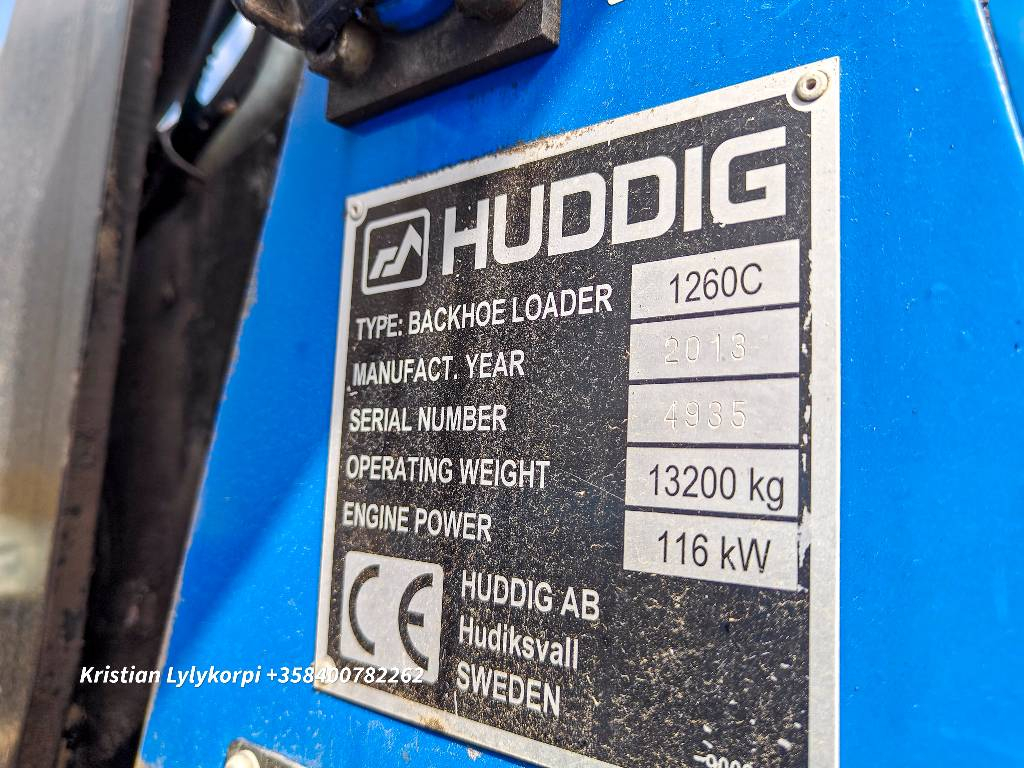 HUDDIG
TYPE: BACKHOE LOADER 1260C
MANUFACT. YEAR 2013
SERIAL NUMBER 4935
OPERATING WEIGHT 13200 kg
ENGINE POWER 116 kW
CE
HUDDIG AB
Hudiksvall
SWEDEN
Kristian Lylykorpi +358400782262